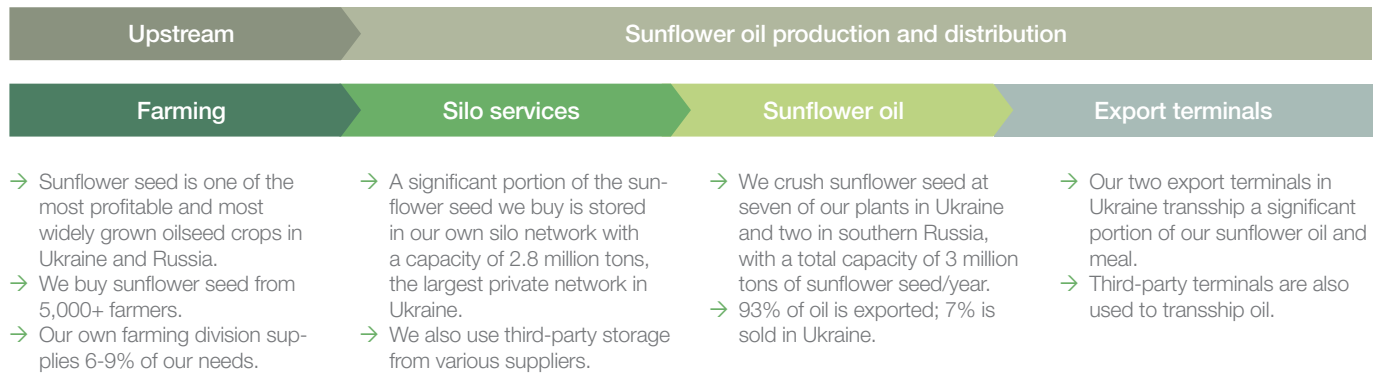 Upstream
Sunflower oil production and distribution
Farming
Silo services
Sunflower oil
Export terminals
→ Sunflower seed is one of the
most profitable and most
widely grown oilseed crops in
Ukraine and Russia.
→ We buy sunflower seed from
5,000+ farmers.
→ Our own farming division sup-
plies 6-9% of our needs.
→ A significant portion of the sun-
flower seed we buy is stored
in our own silo network with
a capacity of 2.8 million tons,
the largest private network in
Ukraine.
→ We also use third-party storage
from various suppliers.
→ We crush sunflower seed at
seven of our plants in Ukraine
and two in southern Russia,
with a total capacity of 3 million
tons of sunflower seed/year.
→ 93% of oil is exported; 7% is
sold in Ukraine.
→ Our two export terminals in
Ukraine transship a significant
portion of our sunflower oil and
meal.
→ Third-party terminals are also
used to transship oil.